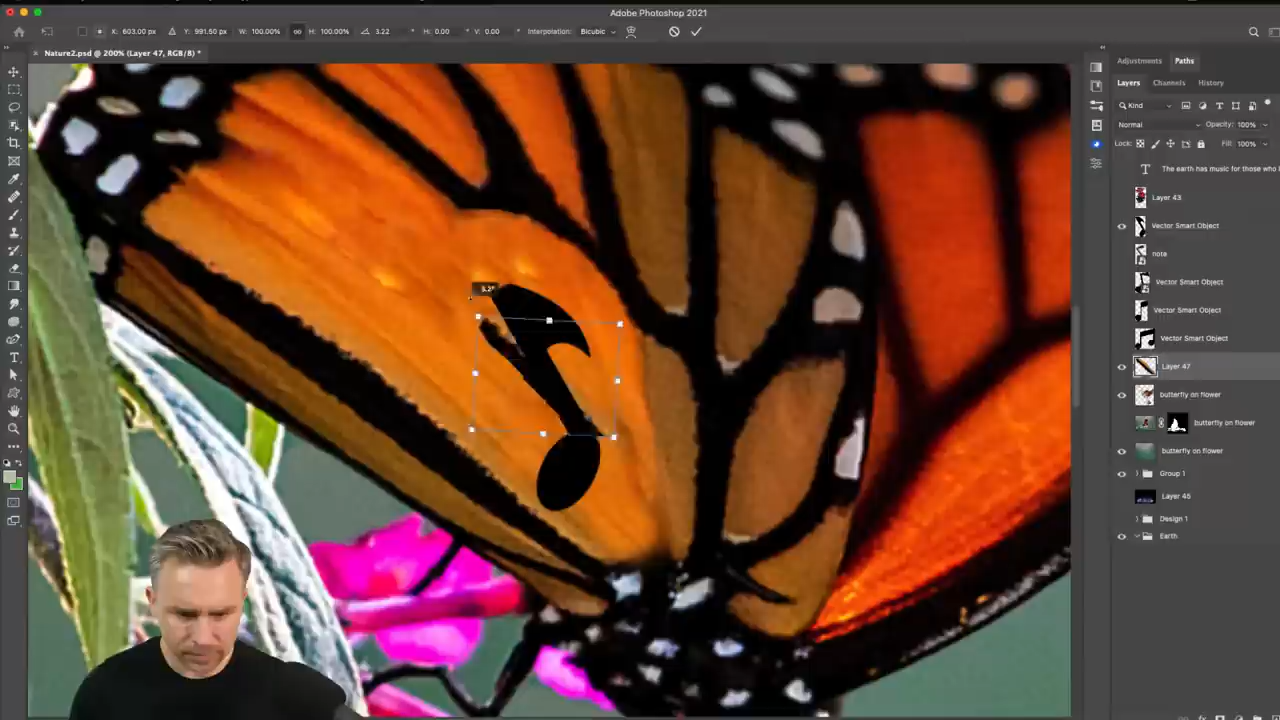 Adobe Photoshop 2021
X: 603.00 px Y: 991.50 px W: 100.00% H: 100.00% 3.22 H: 0.00 V: 0.00 Interpolation: Bicubic
Nature2.psd @ 200% (Layer 47, RGB/8) *
Adjustments Paths
Layers Channels History
Kind
Normal Opacity: 100%
Lock: Fill: 100%
T The earth has music for those who l
Layer 43
Vector Smart Object
nota
Vector Smart Object
Vector Smart Object
Vector Smart Object
Layer 47
butterfly on flower
butterfly on flower
butterfly on flower
Group 1
Design 1
Earth